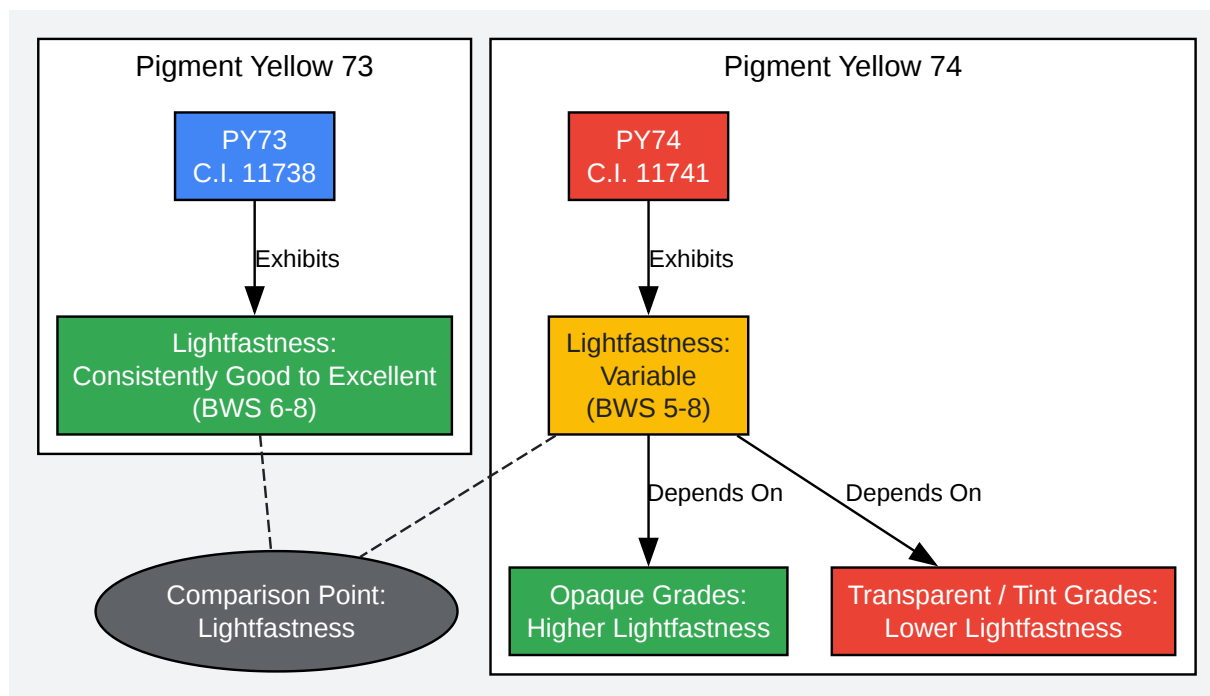 Pigment Yellow 73
PY73
C.I. 11738
Exhibits
Lightfastness:
Consistently Good to Excellent
(BWS 6-8)
Pigment Yellow 74
PY74
C.I. 11741
Exhibits
Lightfastness:
Variable
(BWS 5-8)
Depends On
Depends On
Comparison Point:
Lightfastness
Opaque Grades:
Higher Lightfastness
Transparent / Tint Grades:
Lower Lightfastness